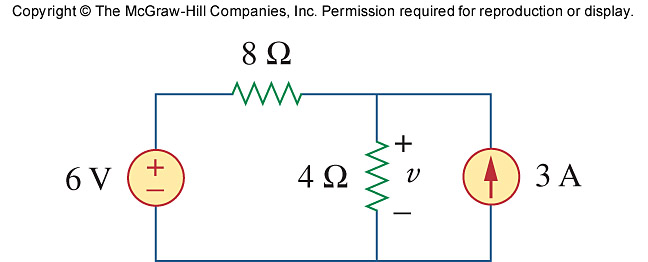 Copyright © The McGraw-Hill Companies, Inc. Permission required for reproduction or display.
8 Ω
6 V
+
−
4 Ω
+
v
−
3 A